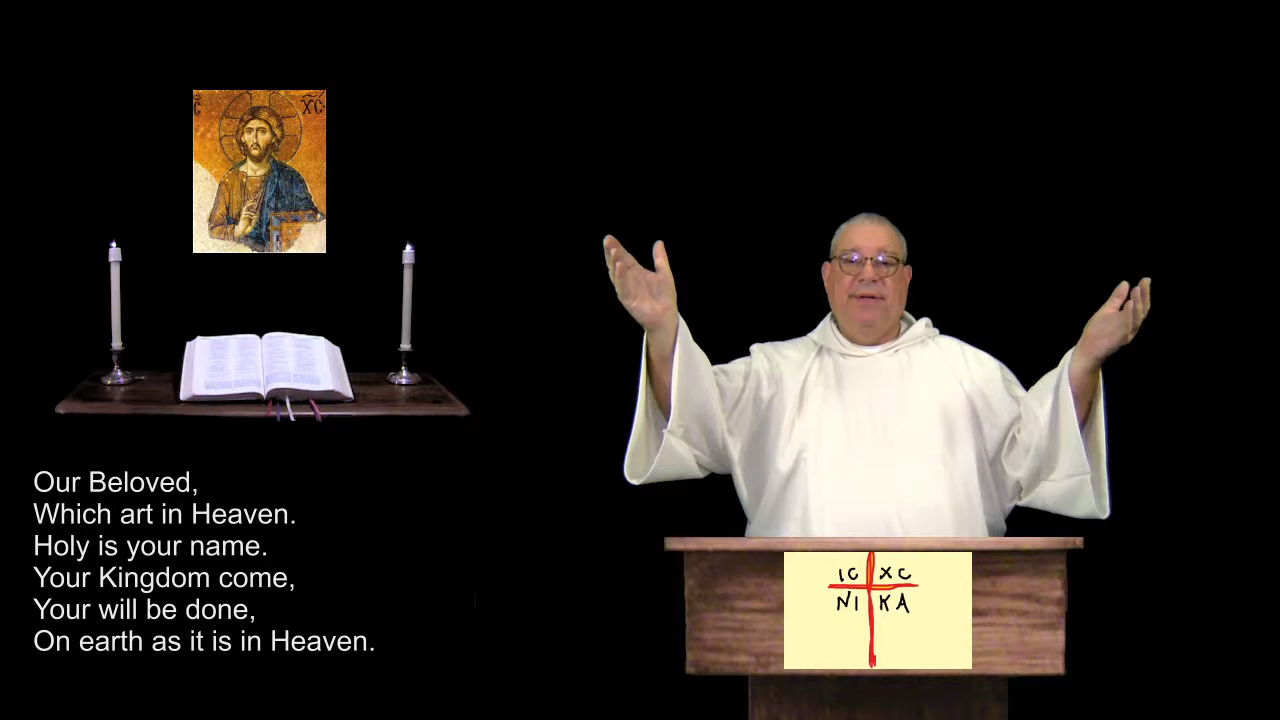 C XC
Our Beloved,
Which art in Heaven.
Holy is your name.
Your Kingdom come,
Your will be done,
On earth as it is in Heaven.
IC XC
NI KA